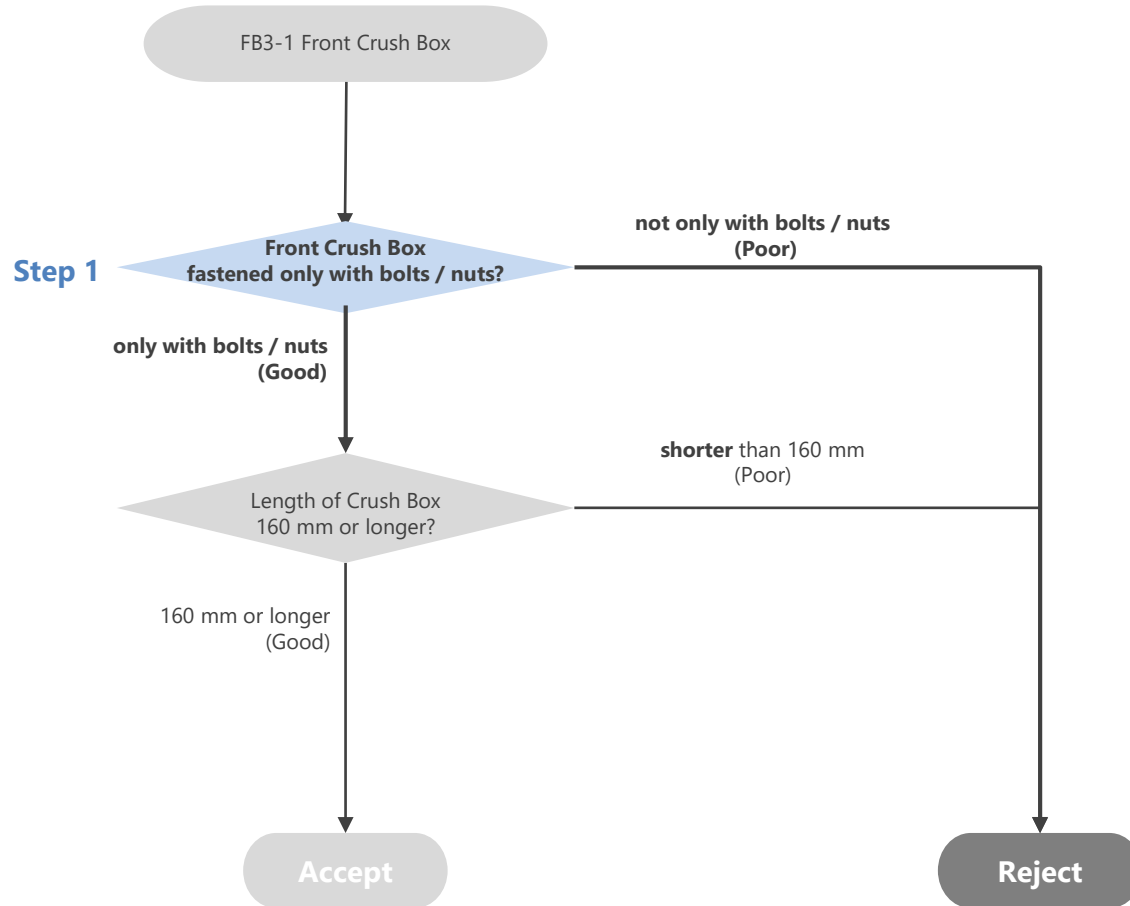 FB3-1 Front Crush Box
Step 1
Front Crush Box
fastened only with bolts / nuts?
not only with bolts / nuts
(Poor)
only with bolts / nuts
(Good)
Length of Crush Box
160 mm or longer?
shorter than 160 mm
(Poor)
160 mm or longer
(Good)
Accept
Reject